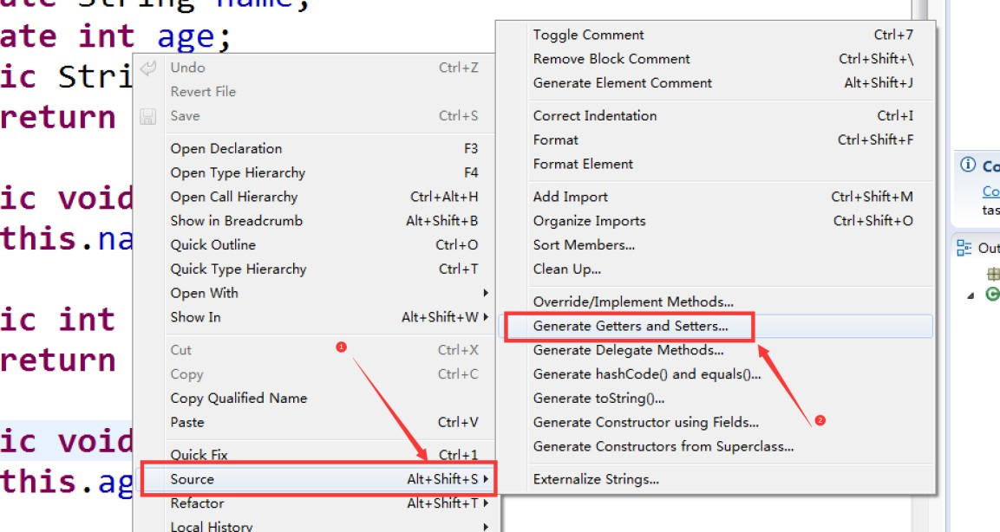 String name;
ate int age;
ic Stri
return
ic void
this.na
ic int
return
ic void
this.ag
Undo Ctrl+Z
Revert File
Save Ctrl+S
Open Declaration F3
Open Type Hierarchy F4
Open Call Hierarchy Ctrl+Alt+H
Show in Breadcrumb Alt+Shift+B
Quick Outline Ctrl+O
Quick Type Hierarchy Ctrl+T
Open With
Show In Alt+Shift+W
Cut Ctrl+X
Copy Ctrl+C
Copy Qualified Name
Paste Ctrl+V
Quick Fix Ctrl+1
Source Alt+Shift+S
Refactor Alt+Shift+T
Local History
1
Toggle Comment Ctrl+7
Remove Block Comment Ctrl+Shift+\
Generate Element Comment Alt+Shift+J
Correct Indentation Ctrl+I
Format Ctrl+Shift+F
Format Element
Add Import Ctrl+Shift+M
Organize Imports Ctrl+Shift+O
Sort Members...
Clean Up...
Override/Implement Methods...
Generate Getters and Setters...
Generate Delegate Methods...
Generate hashCode() and equals()...
Generate toString()...
Generate Constructor using Fields...
Generate Constructors from Superclass...
Externalize Strings...
2
Co
Co
tas
Out